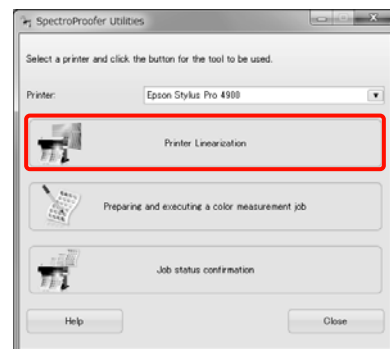 SpectroProofer Utilities
Select a printer and click the button for the tool to be used.
Printer:
Epson Stylus Pro 4900
Printer Linearization
Preparing and executing a color measurement job
Job status confirmation
Help
Close